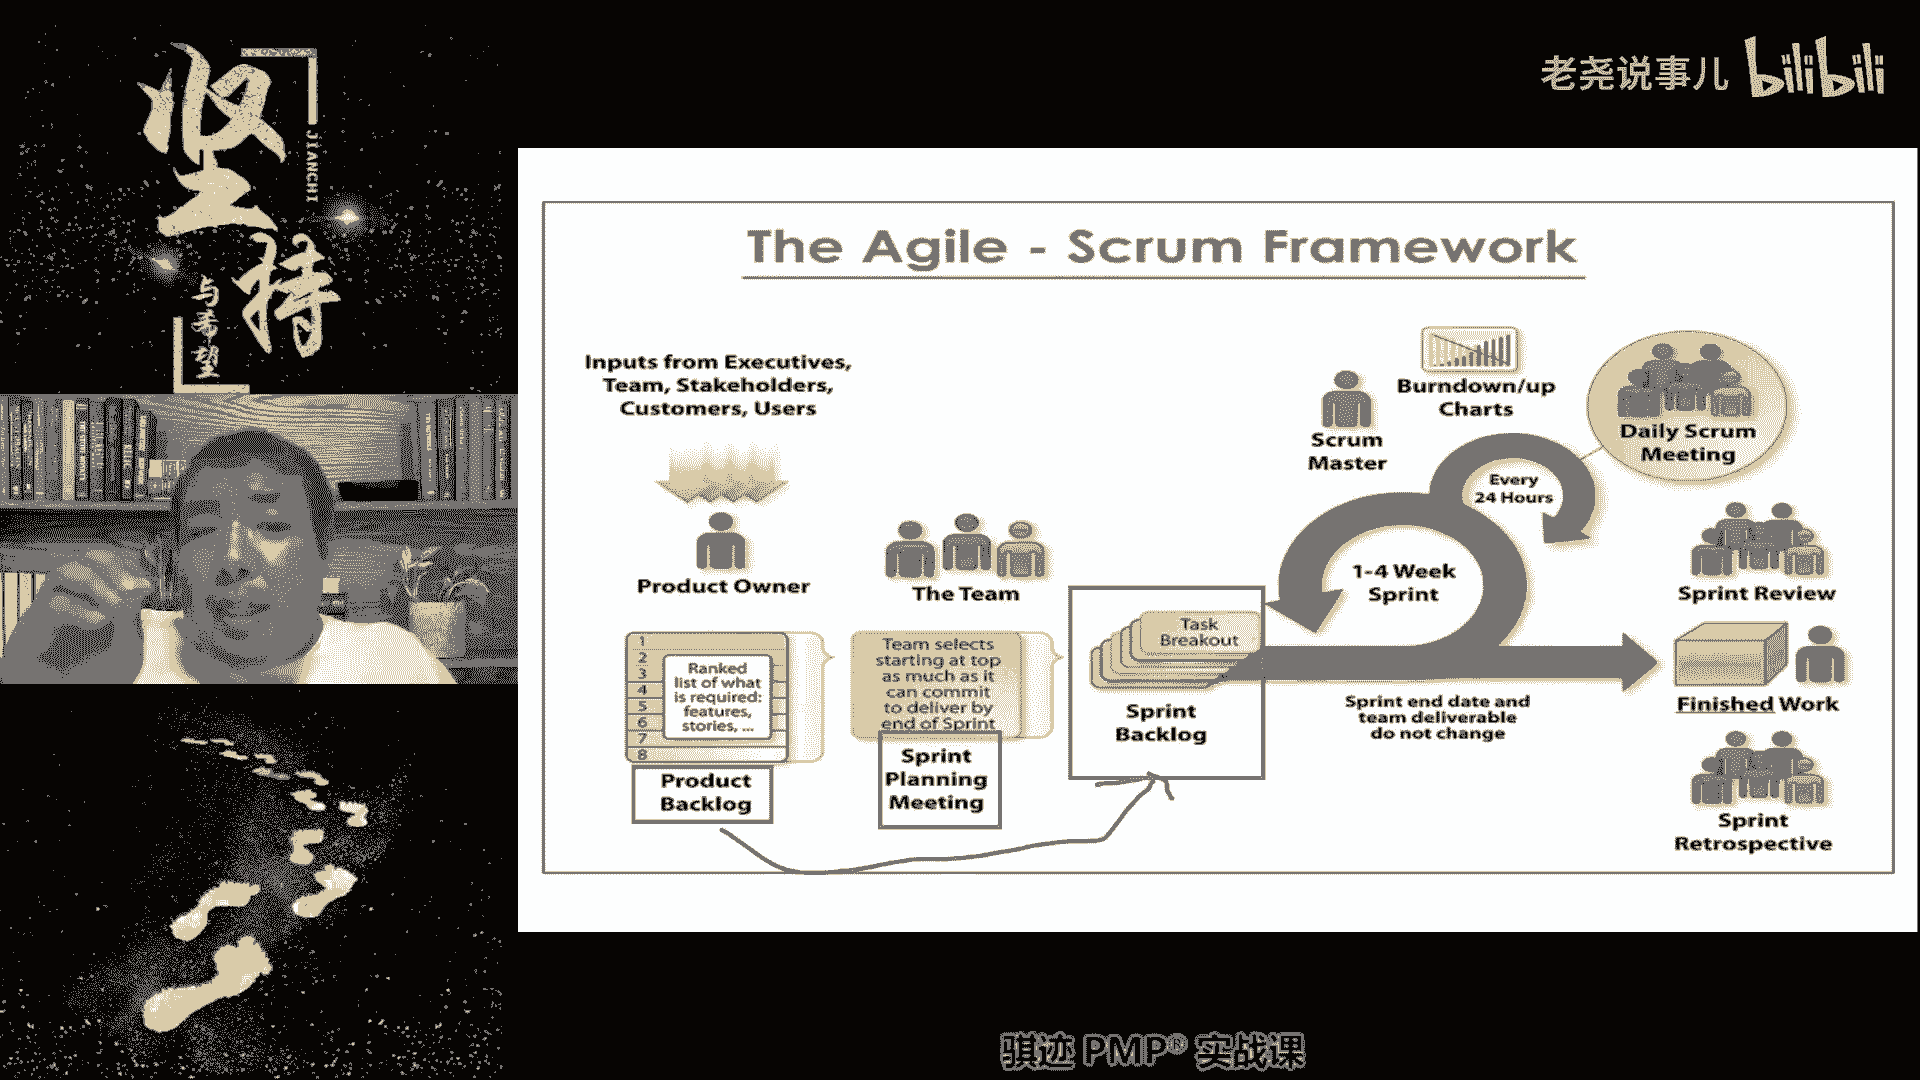 坚持
JIANCHI
与希望
老尧说事儿 bilibili
The Agile - Scrum Framework
Inputs from Executives,
Team, Stakeholders,
Customers, Users
Product Owner
The Team
1
2
3
4
5
6
7
8
Ranked
list of what
is required:
features,
stories, ...
Product
Backlog
Team selects
starting at top
as much as it
can commit
to deliver by
end of Sprint
Sprint
Planning
Meeting
Task
Breakout
Sprint
Backlog
Scrum
Master
Burndown/up
Charts
Every
24 Hours
1-4 Week
Sprint
Daily Scrum
Meeting
Sprint end date and
team deliverable
do not change
Sprint Review
Finished Work
Sprint
Retrospective
骐迹 PMP® 实战课